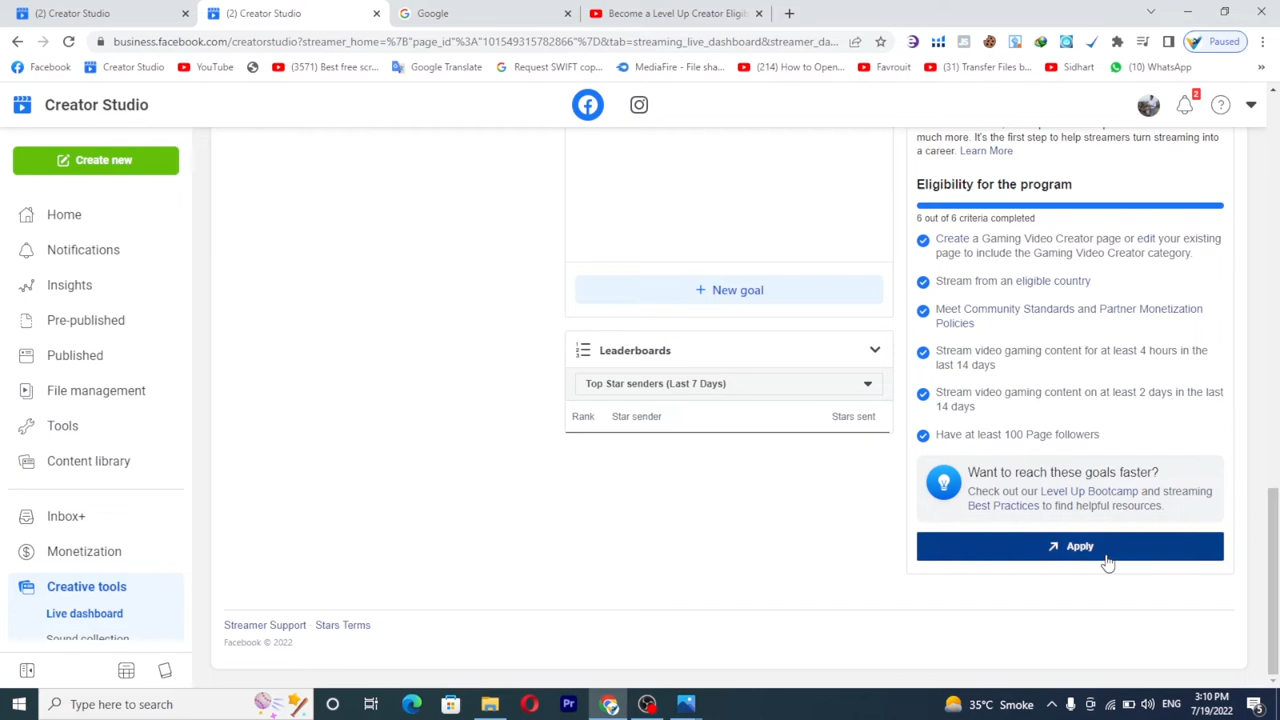 (2) Creator Studio
(2) Creator Studio
Google
Become a Level Up Creator Eligib
Paused
business.facebook.com/creatorstudio?streamer_home=%7B"page_id"%3A"101549315782866"%7D&tab=streaming_live_dashboard&streamer_da...
Facebook
Creator Studio
YouTube
(3571) Best free scr...
Google Translate
Request SWIFT cop...
MediaFire - File sha...
(214) How to Open...
Favrouit
(31) Transfer Files b...
Sidhart
(10) WhatsApp
»
Creator Studio
2
Create new
Home
Notifications
Insights
Pre-published
Published
File management
Tools
Content library
Inbox+
Monetization
Creative tools
Live dashboard
+ New goal
Leaderboards
Top Star senders (Last 7 Days)
Rank Star sender Stars sent
much more. It's the first step to help streamers turn streaming into
a career. Learn More
Eligibility for the program
6 out of 6 criteria completed
Create a Gaming Video Creator page or edit your existing
page to include the Gaming Video Creator category.
Stream from an eligible country
Meet Community Standards and Partner Monetization
Policies
Stream video gaming content for at least 4 hours in the
last 14 days
Stream video gaming content on at least 2 days in the last
14 days
Have at least 100 Page followers
Want to reach these goals faster?
Check out our Level Up Bootcamp and streaming
Best Practices to find helpful resources.
Apply
Streamer Support · Stars Terms
Facebook © 2022
Type here to search
Pr
35°C Smoke
ENG
3:10 PM
7/19/2022
5